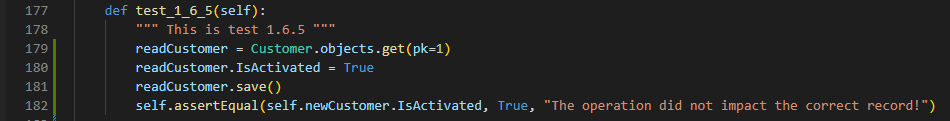 177 def test_1_6_5(self):
178 """ This is test 1.6.5 """
179 readCustomer = Customer.objects.get(pk=1)
180 readCustomer.IsActivated = True
181 readCustomer.save()
182 self.assertEqual(self.newCustomer.IsActivated, True, "The operation did not impact the correct record!")